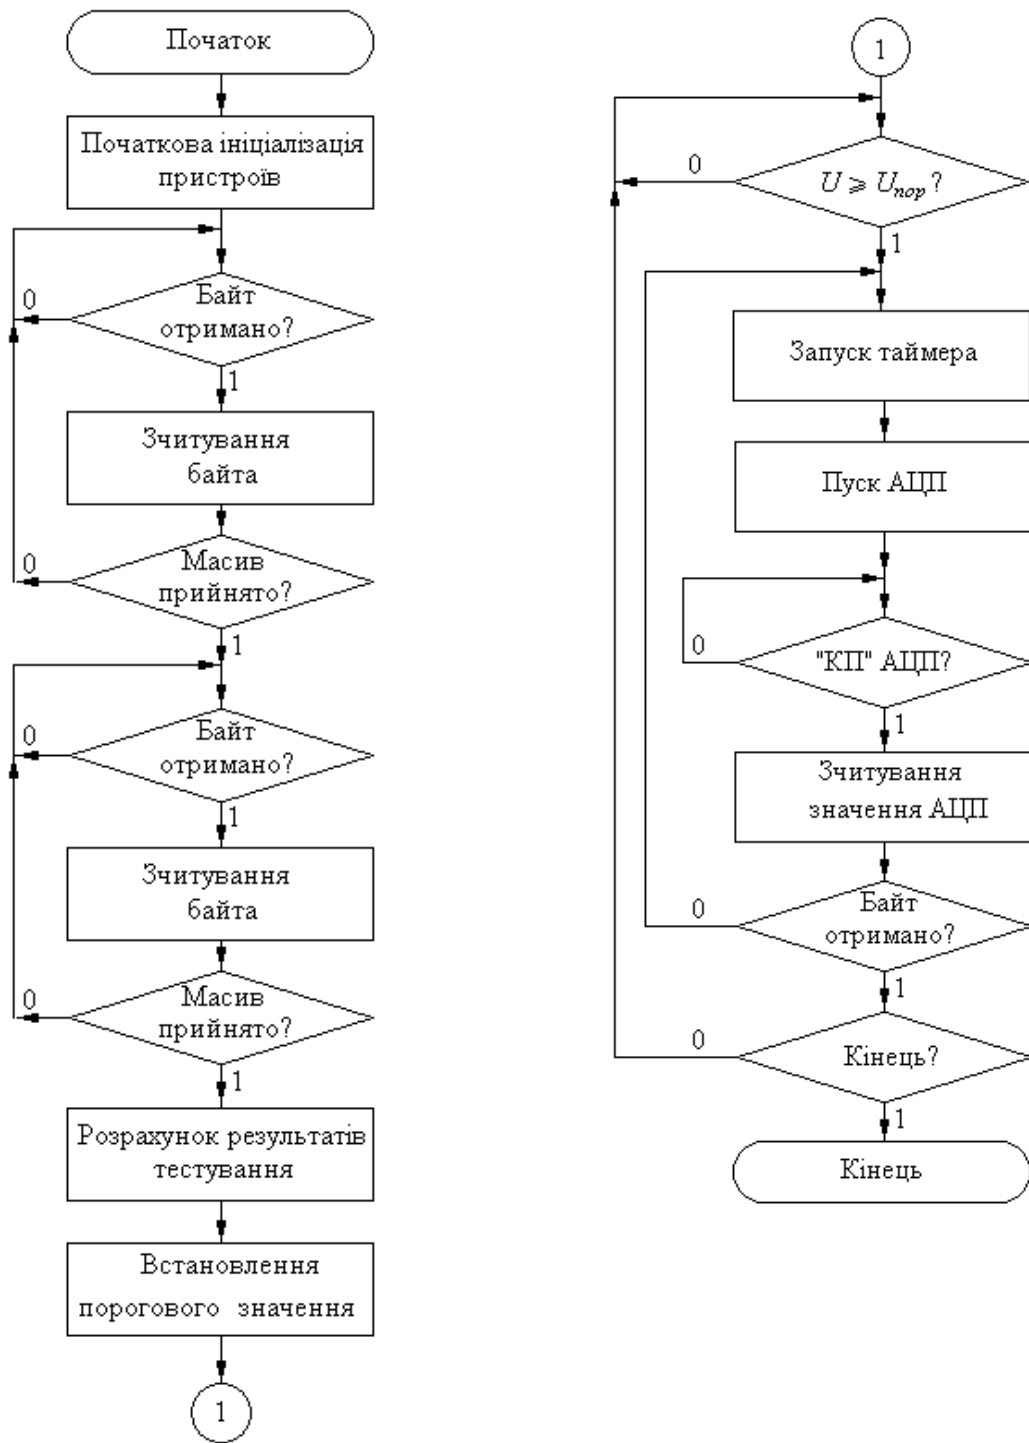 Початок
Початкова ініціалізація
пристроїв
0
Байт
отримано?
1
Зчитування
байта
0
Масив
прийнято?
1
0
Байт
отримано?
1
Зчитування
байта
0
Масив
прийнято?
1
Розрахунок результатів
тестування
Встановлення
порогового значення
1
1
0
U ⩾ Uпор?
1
Запуск таймера
Пуск АЦП
0
"КП" АЦП?
1
Зчитування
значення АЦП
0
Байт
отримано?
1
0
Кінець?
1
Кінець